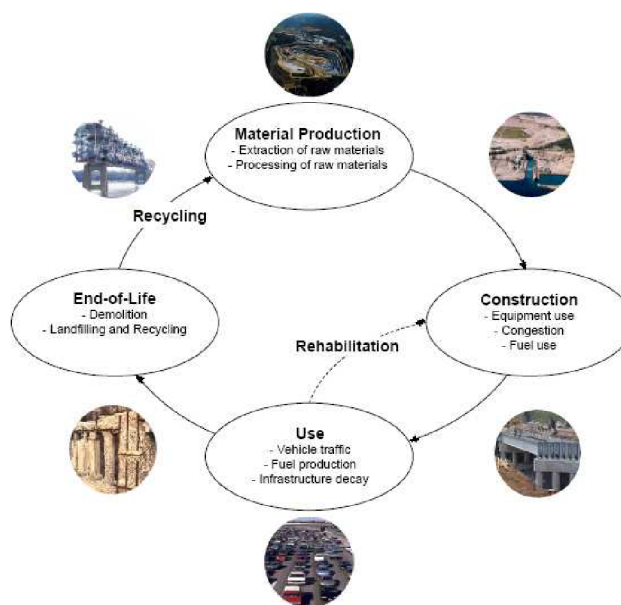 Material Production
- Extraction of raw materials
- Processing of raw materials
Recycling
End-of-Life
- Demolition
- Landfilling and Recycling
Construction
- Equipment use
- Congestion
- Fuel use
Rehabilitation
Use
- Vehicle traffic
- Fuel production
- Infrastructure decay